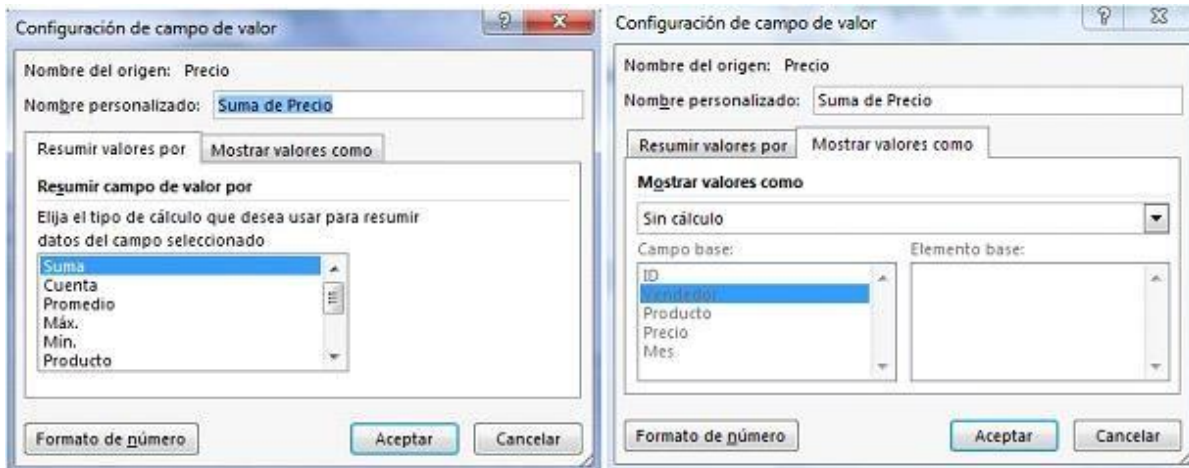 Configuración de campo de valor
Nombre del origen: Precio
Nombre personalizado: Suma de Precio
Resumir valores por Mostrar valores como
Resumir campo de valor por
Elija el tipo de cálculo que desea usar para resumir
datos del campo seleccionado
Suma
Cuenta
Promedio
Máx.
Mín.
Producto
Formato de número Aceptar Cancelar
Configuración de campo de valor
Nombre del origen: Precio
Nombre personalizado: Suma de Precio
Resumir valores por Mostrar valores como
Mostrar valores como
Sin cálculo
Campo base: Elemento base:
ID
Vendedor
Producto
Precio
Mes
Formato de número Aceptar Cancelar